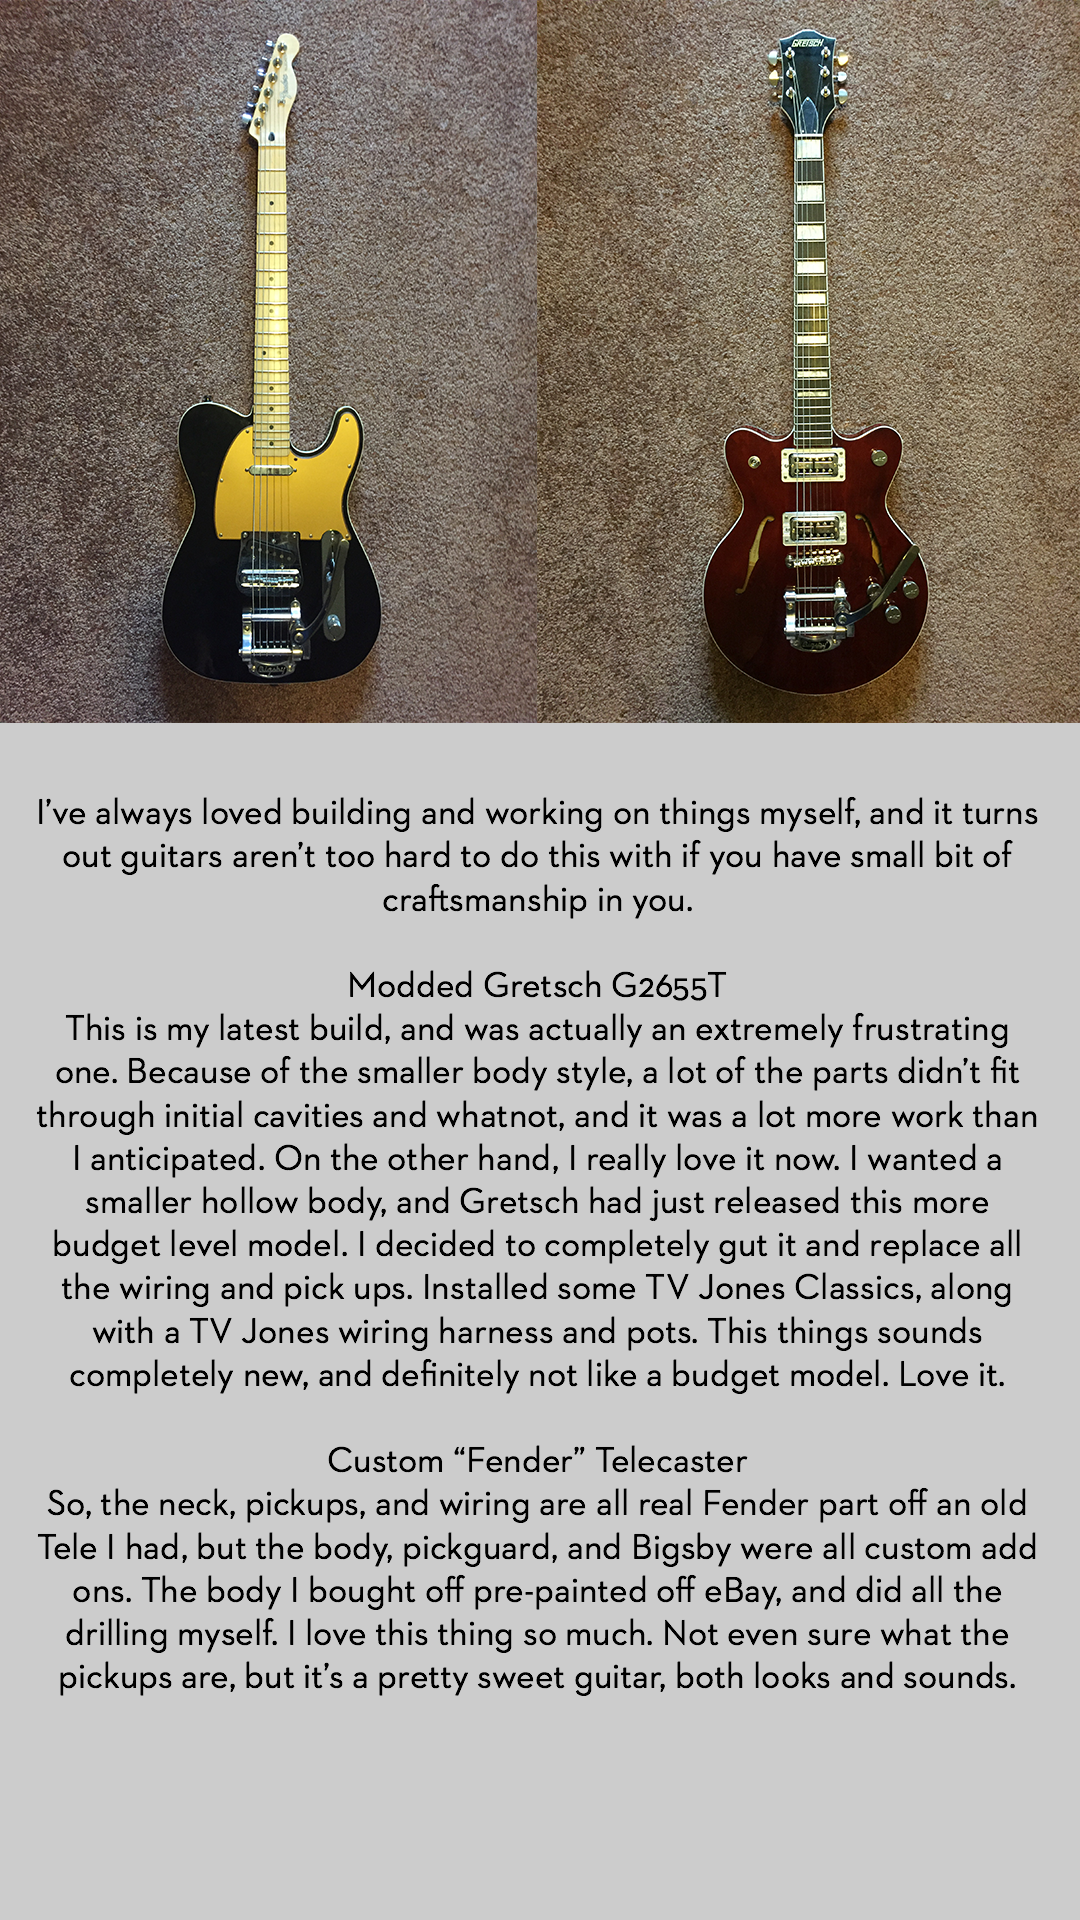 GRETSCH
I've always loved building and working on things myself, and it turns
out guitars aren't too hard to do this with if you have small bit of
craftsmanship in you.
Modded Gretsch G2655T
This is my latest build, and was actually an extremely frustrating
one. Because of the smaller body style, a lot of the parts didn't fit
through initial cavities and whatnot, and it was a lot more work than
I anticipated. On the other hand, I really love it now. I wanted a
smaller hollow body, and Gretsch had just released this more
budget level model. I decided to completely gut it and replace all
the wiring and pick ups. Installed some TV Jones Classics, along
with a TV Jones wiring harness and pots. This things sounds
completely new, and definitely not like a budget model. Love it.
Custom “Fender” Telecaster
So, the neck, pickups, and wiring are all real Fender part off an old
Tele I had, but the body, pickguard, and Bigsby were all custom add
ons. The body I bought off pre-painted off eBay, and did all the
drilling myself. I love this thing so much. Not even sure what the
pickups are, but it's a pretty sweet guitar, both looks and sounds.